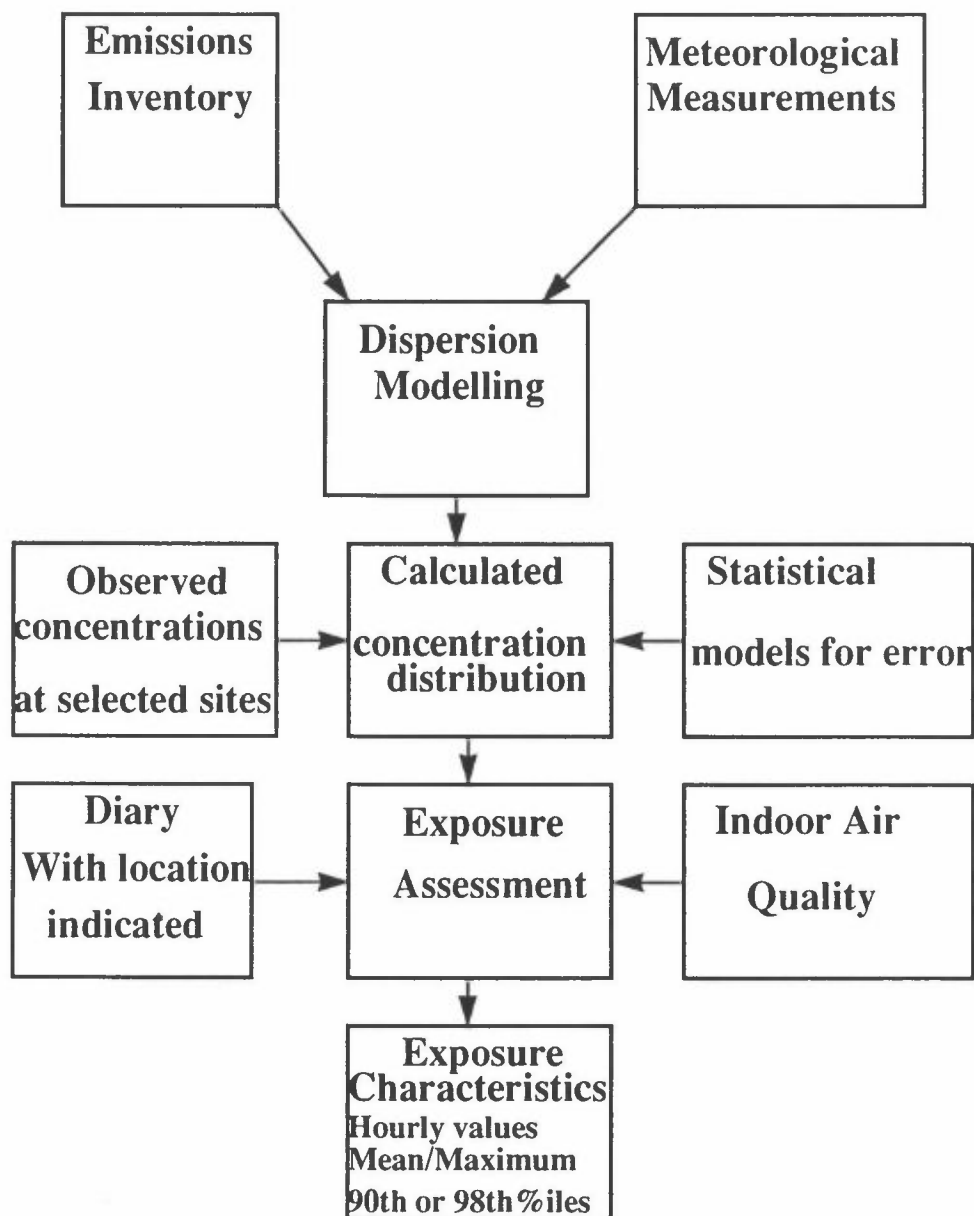 Emissions
Inventory
Meteorological
Measurements
Dispersion
Modelling
Observed
concentrations
at selected sites
Calculated
concentration
distribution
Statistical
models for error
Diary
With location
indicated
Exposure
Assessment
Indoor Air
Quality
Exposure
Characteristics
Hourly values
Mean/Maximum
90th or 98th %iles